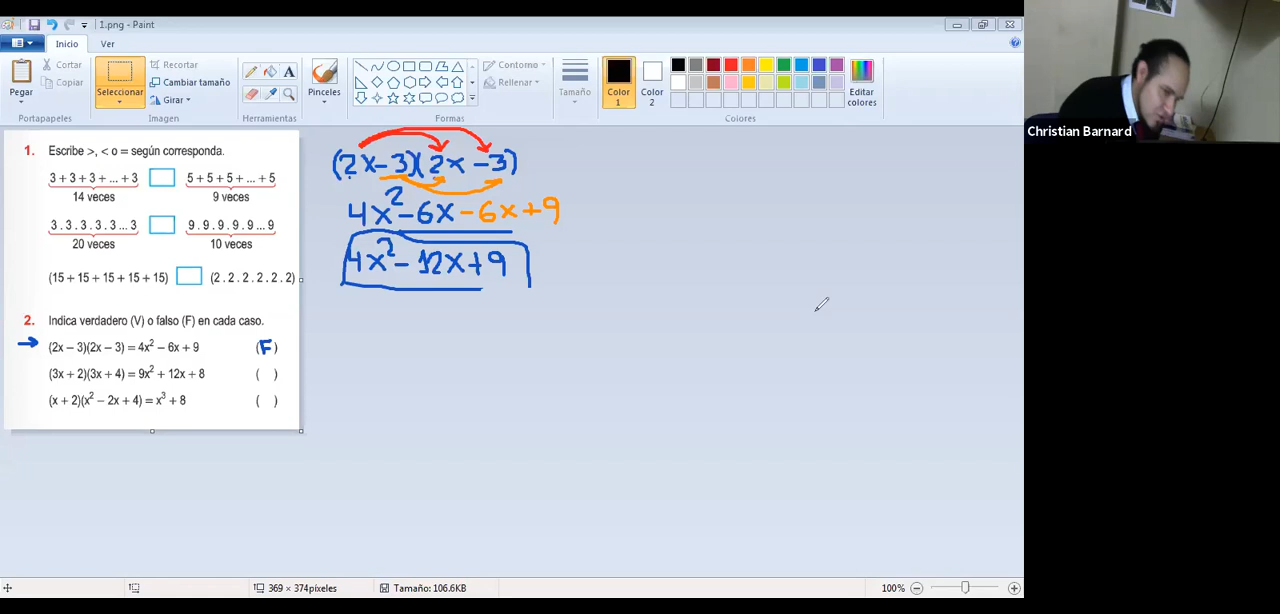 1.png - Paint
Inicio Ver
Pegar
Cortar
Copiar
Portapapeles
Seleccionar
Recortar
Cambiar tamaño
Girar
Imagen
A
Herramientas
Pinceles
Contorno
Rellenar
Formas
Tamaño
Color 1
Color 2
Editar colores
Colores
Christian Barnard
1. Escribe >, < o = según corresponda.
3 + 3 + 3 + ... + 3 5 + 5 + 5 + ... + 5
14 veces 9 veces
3 . 3 . 3 . 3 . 3 ... 3 9 . 9 . 9 . 9 . 9 ... 9
20 veces 10 veces
(15 + 15 + 15 + 15 + 15) (2 . 2 . 2 . 2 . 2 . 2)
2. Indica verdadero (V) o falso (F) en cada caso.
(2x – 3)(2x – 3) = 4x² – 6x + 9 (F)
(3x + 2)(3x + 4) = 9x² + 12x + 8 ( )
(x + 2)(x² – 2x + 4) = x³ + 8 ( )
(2x-3)(2x-3)
4x²-6x-6x+9
4x²-12x+9
369 × 374píxeles
Tamaño: 106.6KB
100%